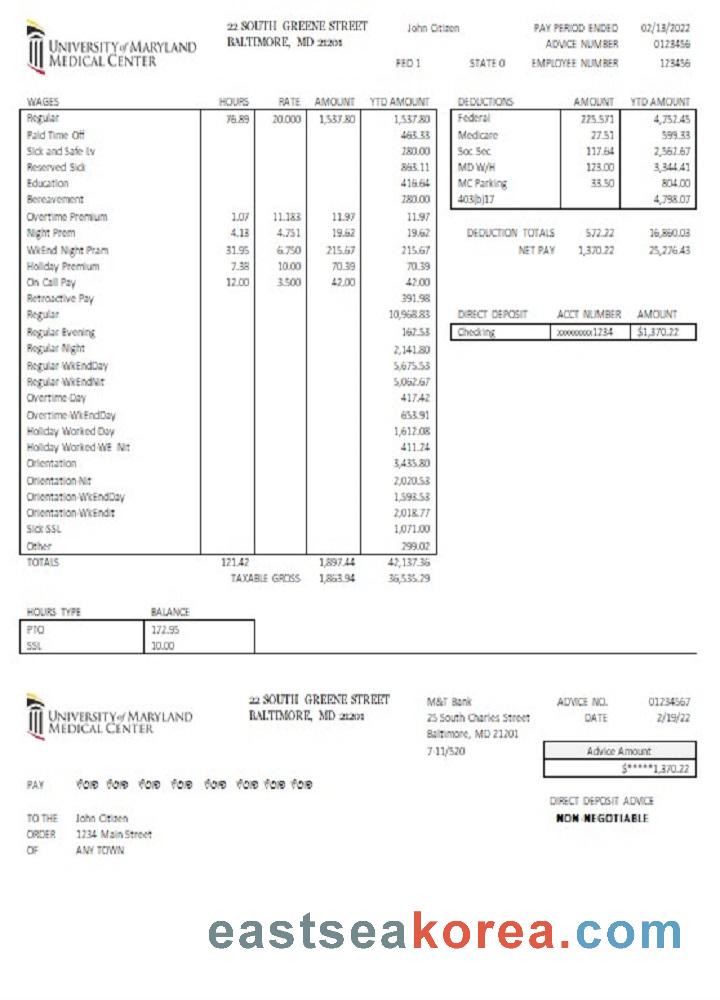 UNIVERSITY of MARYLAND
MEDICAL CENTER
22 SOUTH GREENE STREET
BALTIMORE, MD 21201
John Citizen
FED 1 STATE 0
PAY PERIOD ENDED 02/13/2022
ADVICE NUMBER 0123456
EMPLOYEE NUMBER 123456
WAGES HOURS RATE AMOUNT YTD AMOUNT
Regular 76.89 20.000 1,537.80 1,537.80
Paid Time Off 463.33
Sick and Safe Lv 280.00
Reserved Sick 863.11
Education 416.64
Bereavement 280.00
Overtime Premium 1.07 11.183 11.97 11.97
Night Prem 4.13 4.751 19.62 19.62
WkEnd Night Pram 31.95 6.750 215.67 215.67
Holiday Premium 7.38 10.00 70.39 70.39
On Call Pay 12.00 3.500 42.00 42.00
Retroactive Pay 391.98
Regular 10,968.83
Regular Evening 162.53
Regular Night 2,141.80
Regular-WkEndDay 5,675.53
Regular-WkEndNit 5,062.67
Overtime-Day 417.42
Overtime-WkEndDay 653.91
Holiday Worked-Day 1,612.08
Holiday Worked-WE Nit 411.24
Orientation 3,435.80
Orientation-Nit 2,020.53
Orientation-WkEndDay 1,593.53
Orientation-WkEndit 2,018.77
Sick-SSL 1,071.00
Other 299.02
TOTALS 121.42 1,897.44 42,137.36
TAXABLE GROSS 1,863.94 36,535.29
DEDUCTIONS AMOUNT YTD AMOUNT
Federal 225.571 4,752.45
Medicare 27.51 599.33
Soc Sec 117.64 2,562.67
MD W/H 123.00 3,344.41
MC Parking 33.50 804.00
403(b)17 4,798.07
DEDUCTION TOTALS 572.22 16,860.03
NET PAY 1,370.22 25,276.43
DIRECT DEPOSIT ACCT NUMBER AMOUNT
Checking xxxxxxxxx1234 $1,370.22
HOURS TYPE BALANCE
PTO 172.95
SSL 10.00
UNIVERSITY of MARYLAND
MEDICAL CENTER
22 SOUTH GREENE STREET
BALTIMORE, MD 21201
M&T Bank
25 South Charles Street
Baltimore, MD 21201
7-11/520
ADVICE NO. 01234567
DATE 2/19/22
Advice Amount
$*****1,370.22
PAY
DIRECT DEPOSIT ADVICE
NON-NEGOTIABLE
TO THE John Citizen
ORDER 1234 Main Street
OF ANY TOWN
eastseakorea.com